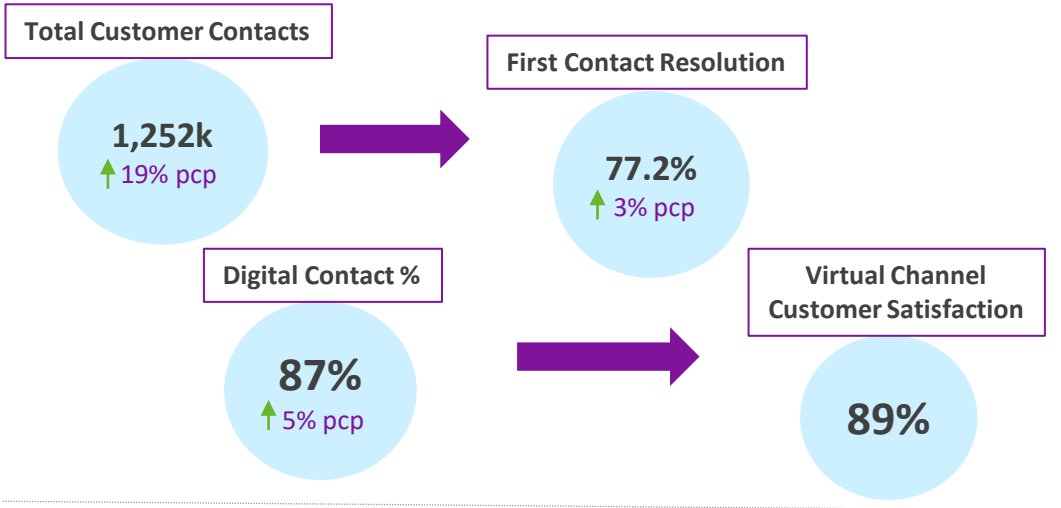 Total Customer Contacts
1,252k
19% pcp
First Contact Resolution
77.2%
3% pcp
Digital Contact %
87%
5% pcp
Virtual Channel
Customer Satisfaction
89%